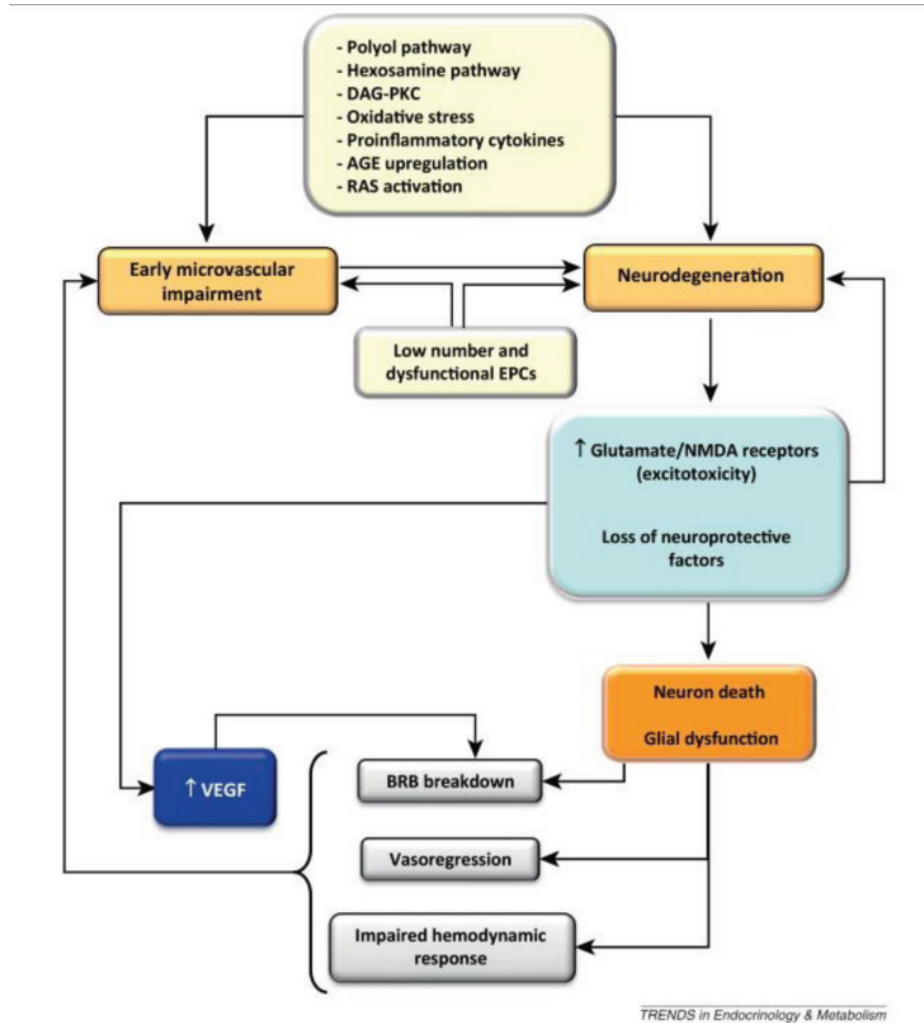 - Polyol pathway
- Hexosamine pathway
- DAG-PKC
- Oxidative stress
- Proinflammatory cytokines
- AGE upregulation
- RAS activation
Early microvascular
impairment
Neurodegeneration
Low number and
dysfunctional EPCs
↑ Glutamate/NMDA receptors
(excitotoxicity)
Loss of neuroprotective
factors
Neuron death
Glial dysfunction
↑ VEGF
BRB breakdown
Vasoregression
Impaired hemodynamic
response
TRENDS in Endocrinology & Metabolism